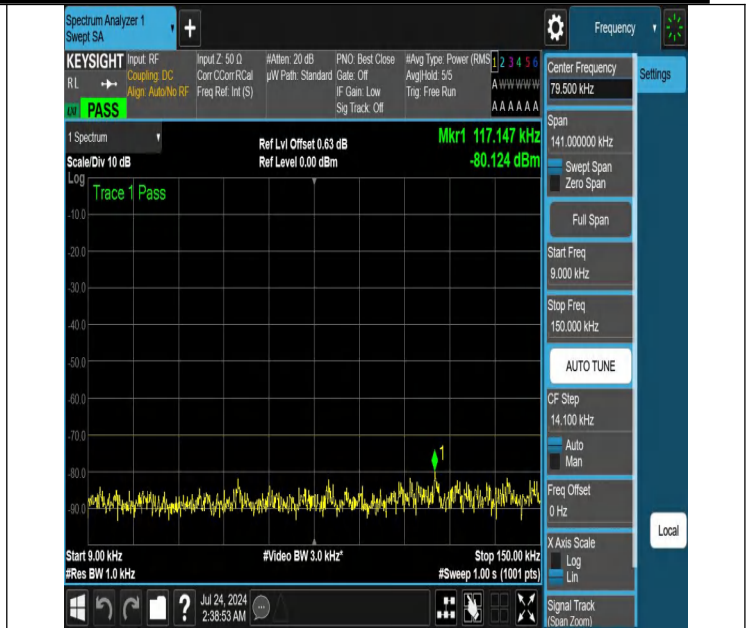 Spectrum Analyzer 1
Swept SA
+
Frequency
KEYSIGHT
RL
PASS
Input: RF
Coupling: DC
Align: Auto/No RF
Input Z: 50 Ω
Corr CCorr RCal
Freq Ref: Int (S)
#Atten: 20 dB
µW Path: Standard
PNO: Best Close
Gate: Off
IF Gain: Low
Sig Track: Off
#Avg Type: Power (RMS
Avg|Hold: 5/5
Trig: Free Run
1 2 3 4 5 6
A W W W W W
A A A A A A
1 Spectrum
Scale/Div 10 dB
Ref Lvl Offset 0.63 dB
Ref Level 0.00 dBm
Mkr1 117.147 kHz
-80.124 dBm
Log
Trace 1 Pass
-10.0
-20.0
-30.0
-40.0
-50.0
-60.0
-70.0
-80.0
-90.0
1
Start 9.00 kHz
#Res BW 1.0 kHz
#Video BW 3.0 kHz*
Stop 150.00 kHz
#Sweep 1.00 s (1001 pts)
Center Frequency
79.500 kHz
Settings
Span
141.000000 kHz
Swept Span
Zero Span
Full Span
Start Freq
9.000 kHz
Stop Freq
150.000 kHz
AUTO TUNE
CF Step
14.100 kHz
Auto
Man
Freq Offset
0 Hz
X Axis Scale
Log
Lin
Signal Track
(Span Zoom)
Local
?
Jul 24, 2024
2:38:53 AM